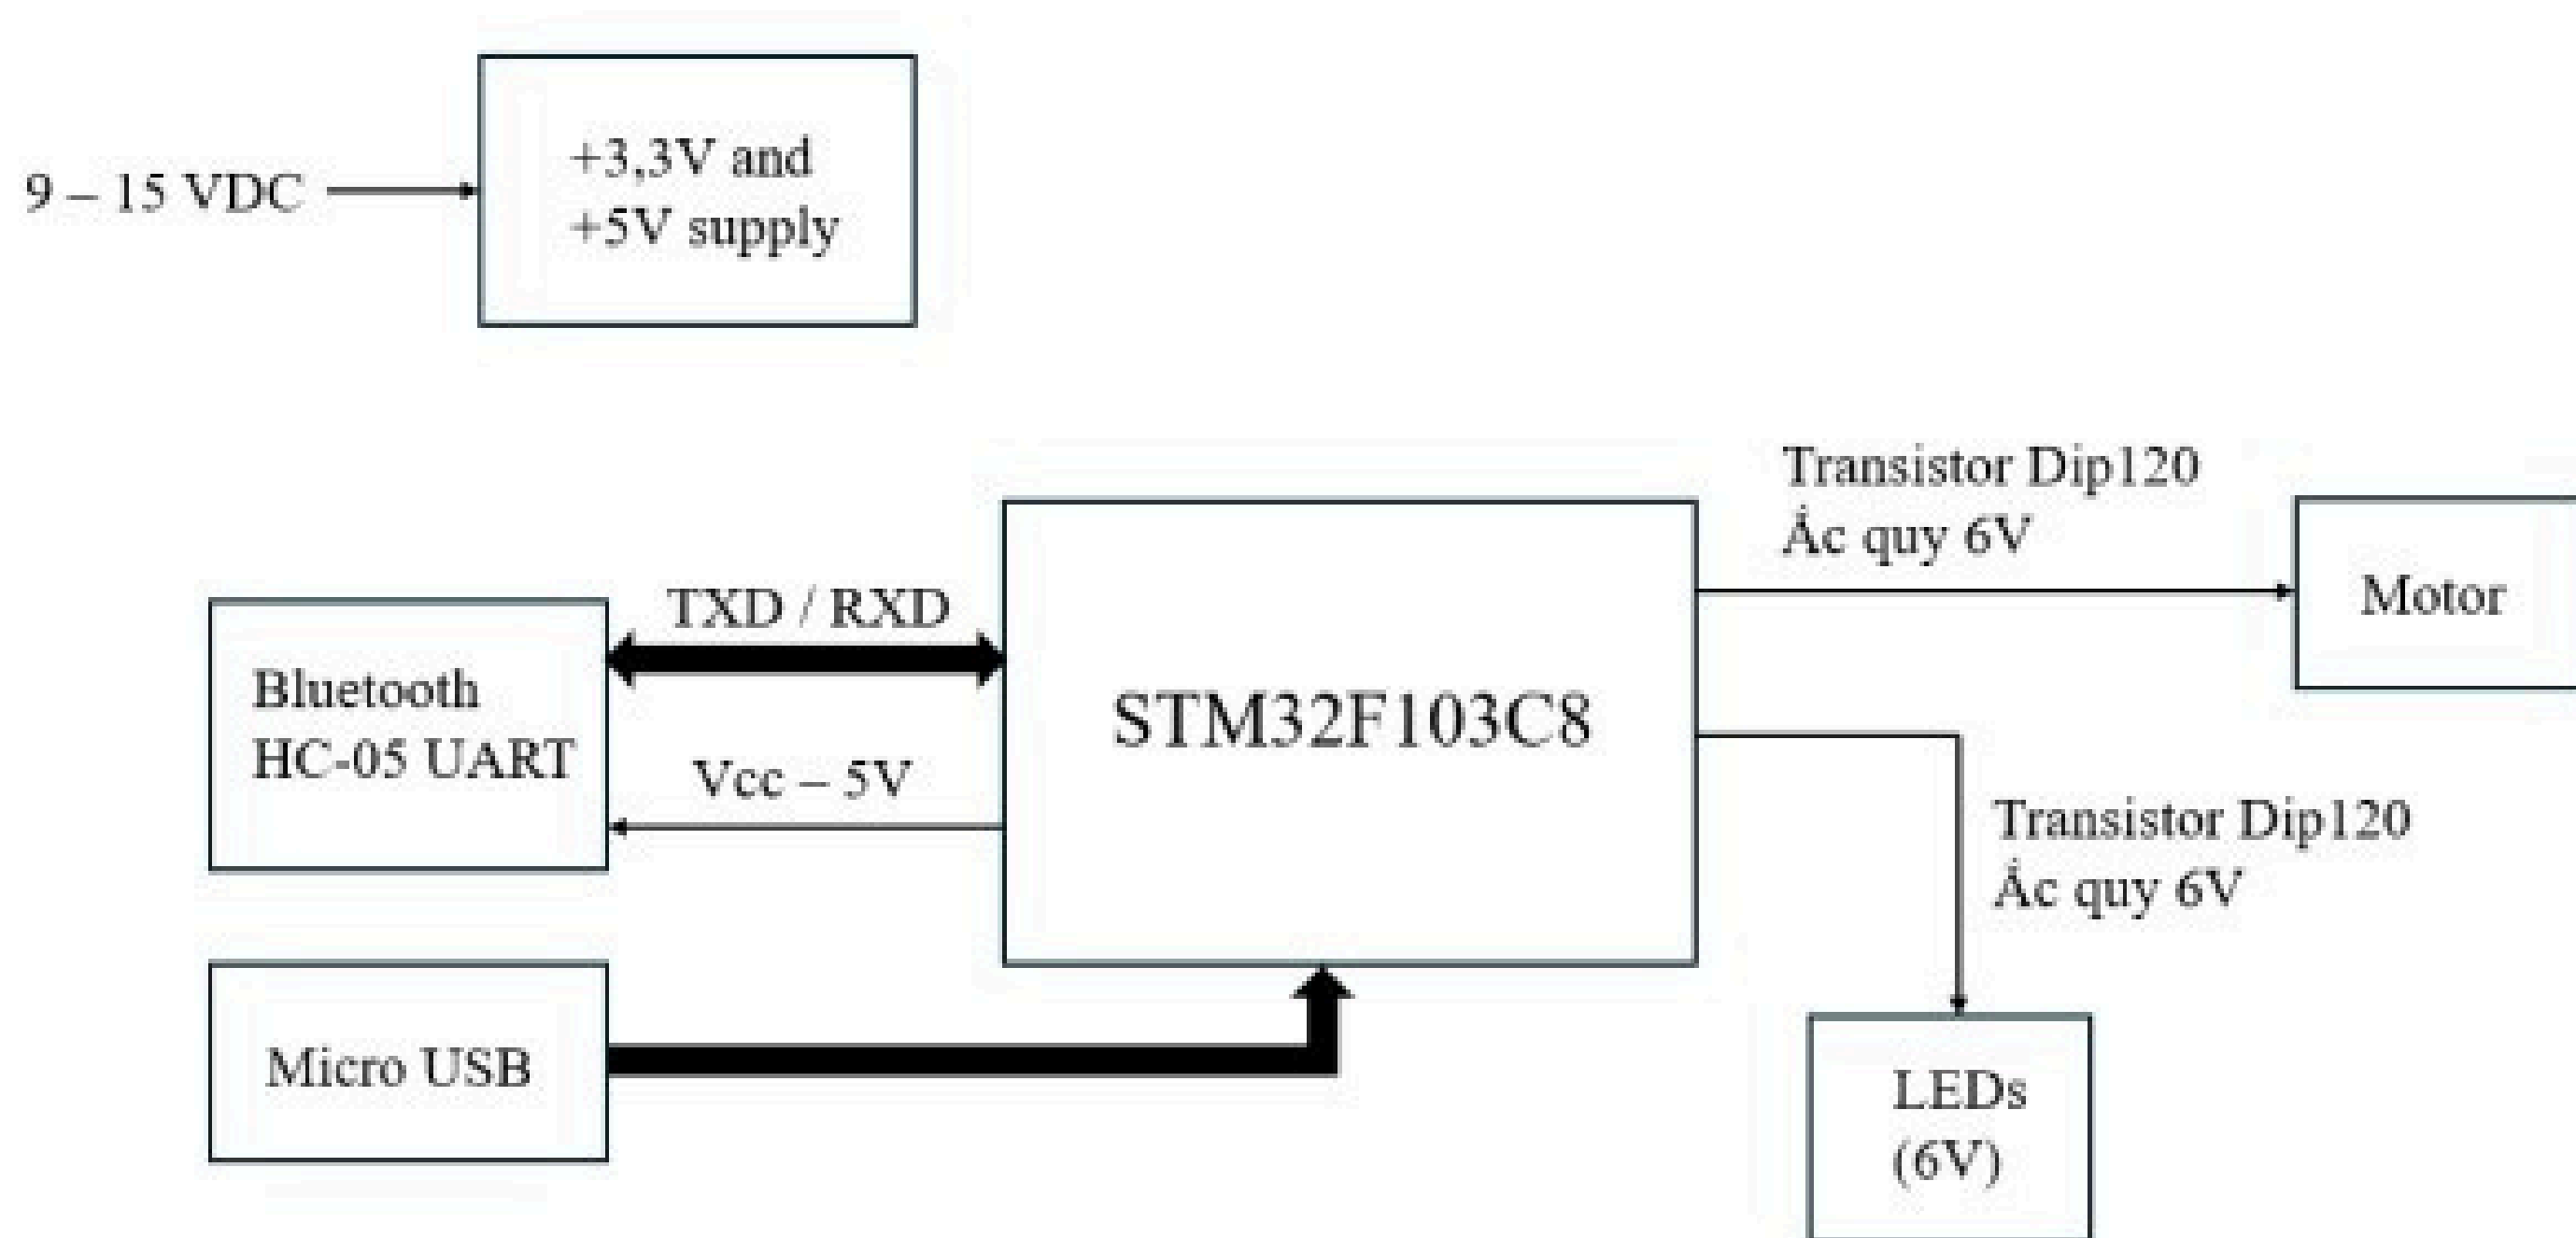 9 – 15 VDC
+3,3V and
+5V supply
Transistor Dip120
Ắc quy 6V
Motor
TXD / RXD
Bluetooth
HC-05 UART
STM32F103C8
Vcc – 5V
Transistor Dip120
Ắc quy 6V
Micro USB
LEDs
(6V)